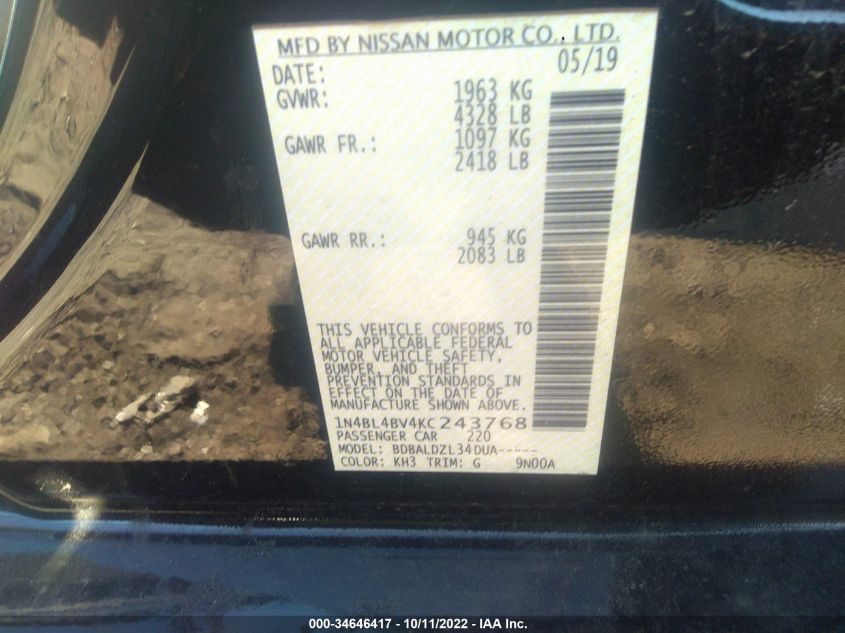 MFD BY NISSAN MOTOR CO., LTD.
DATE: 05/19
GVWR: 1963 KG
4328 LB
GAWR FR.: 1097 KG
2418 LB
GAWR RR.: 945 KG
2083 LB
THIS VEHICLE CONFORMS TO
ALL APPLICABLE FEDERAL
MOTOR VEHICLE SAFETY,
BUMPER, AND THEFT
PREVENTION STANDARDS IN
EFFECT ON THE DATE OF
MANUFACTURE SHOWN ABOVE.
1N4BL4BV4KC243768
PASSENGER CAR 220
MODEL: BDBALDZL34DUA-----
COLOR: KH3 TRIM: G 9N00A
000-34646417 - 10/11/2022 - IAA Inc.